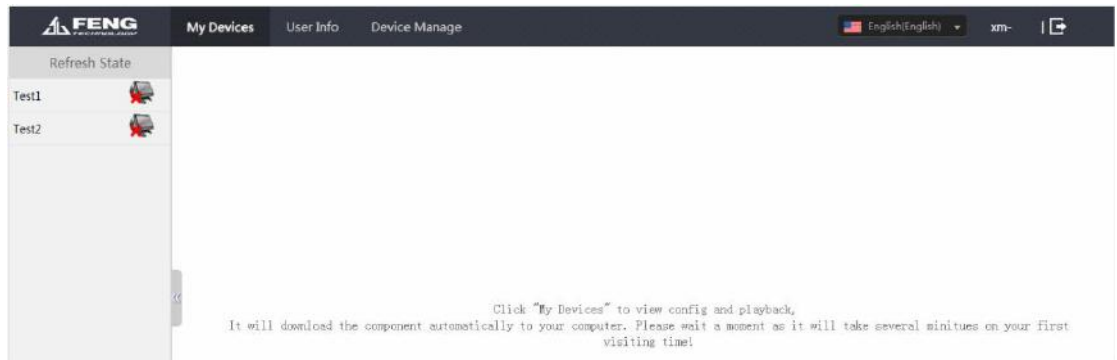 FENG
TECHNOLOGY
My Devices User Info Device Manage English(English) xm-
Refresh State
Test1
Test2
Click "My Devices" to view config and playback,
It will download the component automatically to your computer. Please wait a moment as it will take several minitues on your first
visiting time!